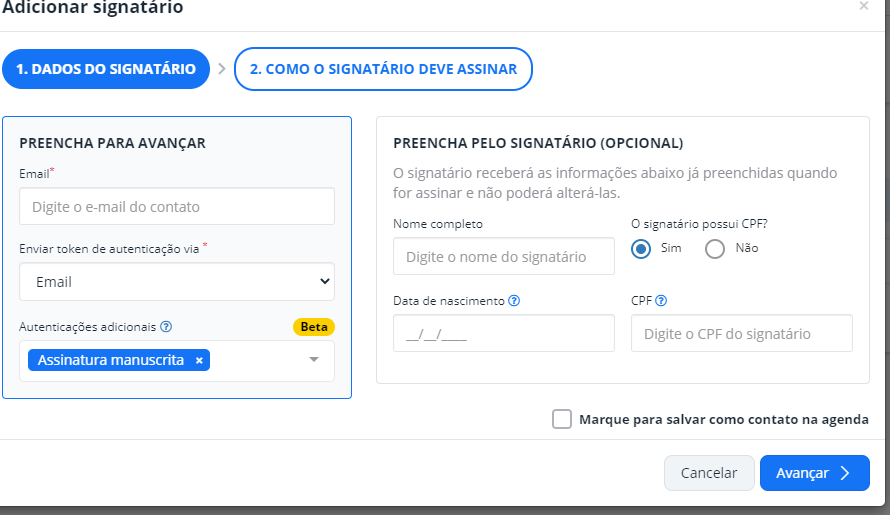 Adicionar signatário
×
1. DADOS DO SIGNATÁRIO
2. COMO O SIGNATÁRIO DEVE ASSINAR
PREENCHA PARA AVANÇAR
Email*
Digite o e-mail do contato
Enviar token de autenticação via *
Email
Autenticações adicionais ?
Beta
Assinatura manuscrita ×
PREENCHA PELO SIGNATÁRIO (OPCIONAL)
O signatário receberá as informações abaixo já preenchidas quando
for assinar e não poderá alterá-las.
Nome completo
Digite o nome do signatário
O signatário possui CPF?
Sim
Não
Data de nascimento ?
__/__/____
CPF ?
Digite o CPF do signatário
Marque para salvar como contato na agenda
Cancelar
Avançar